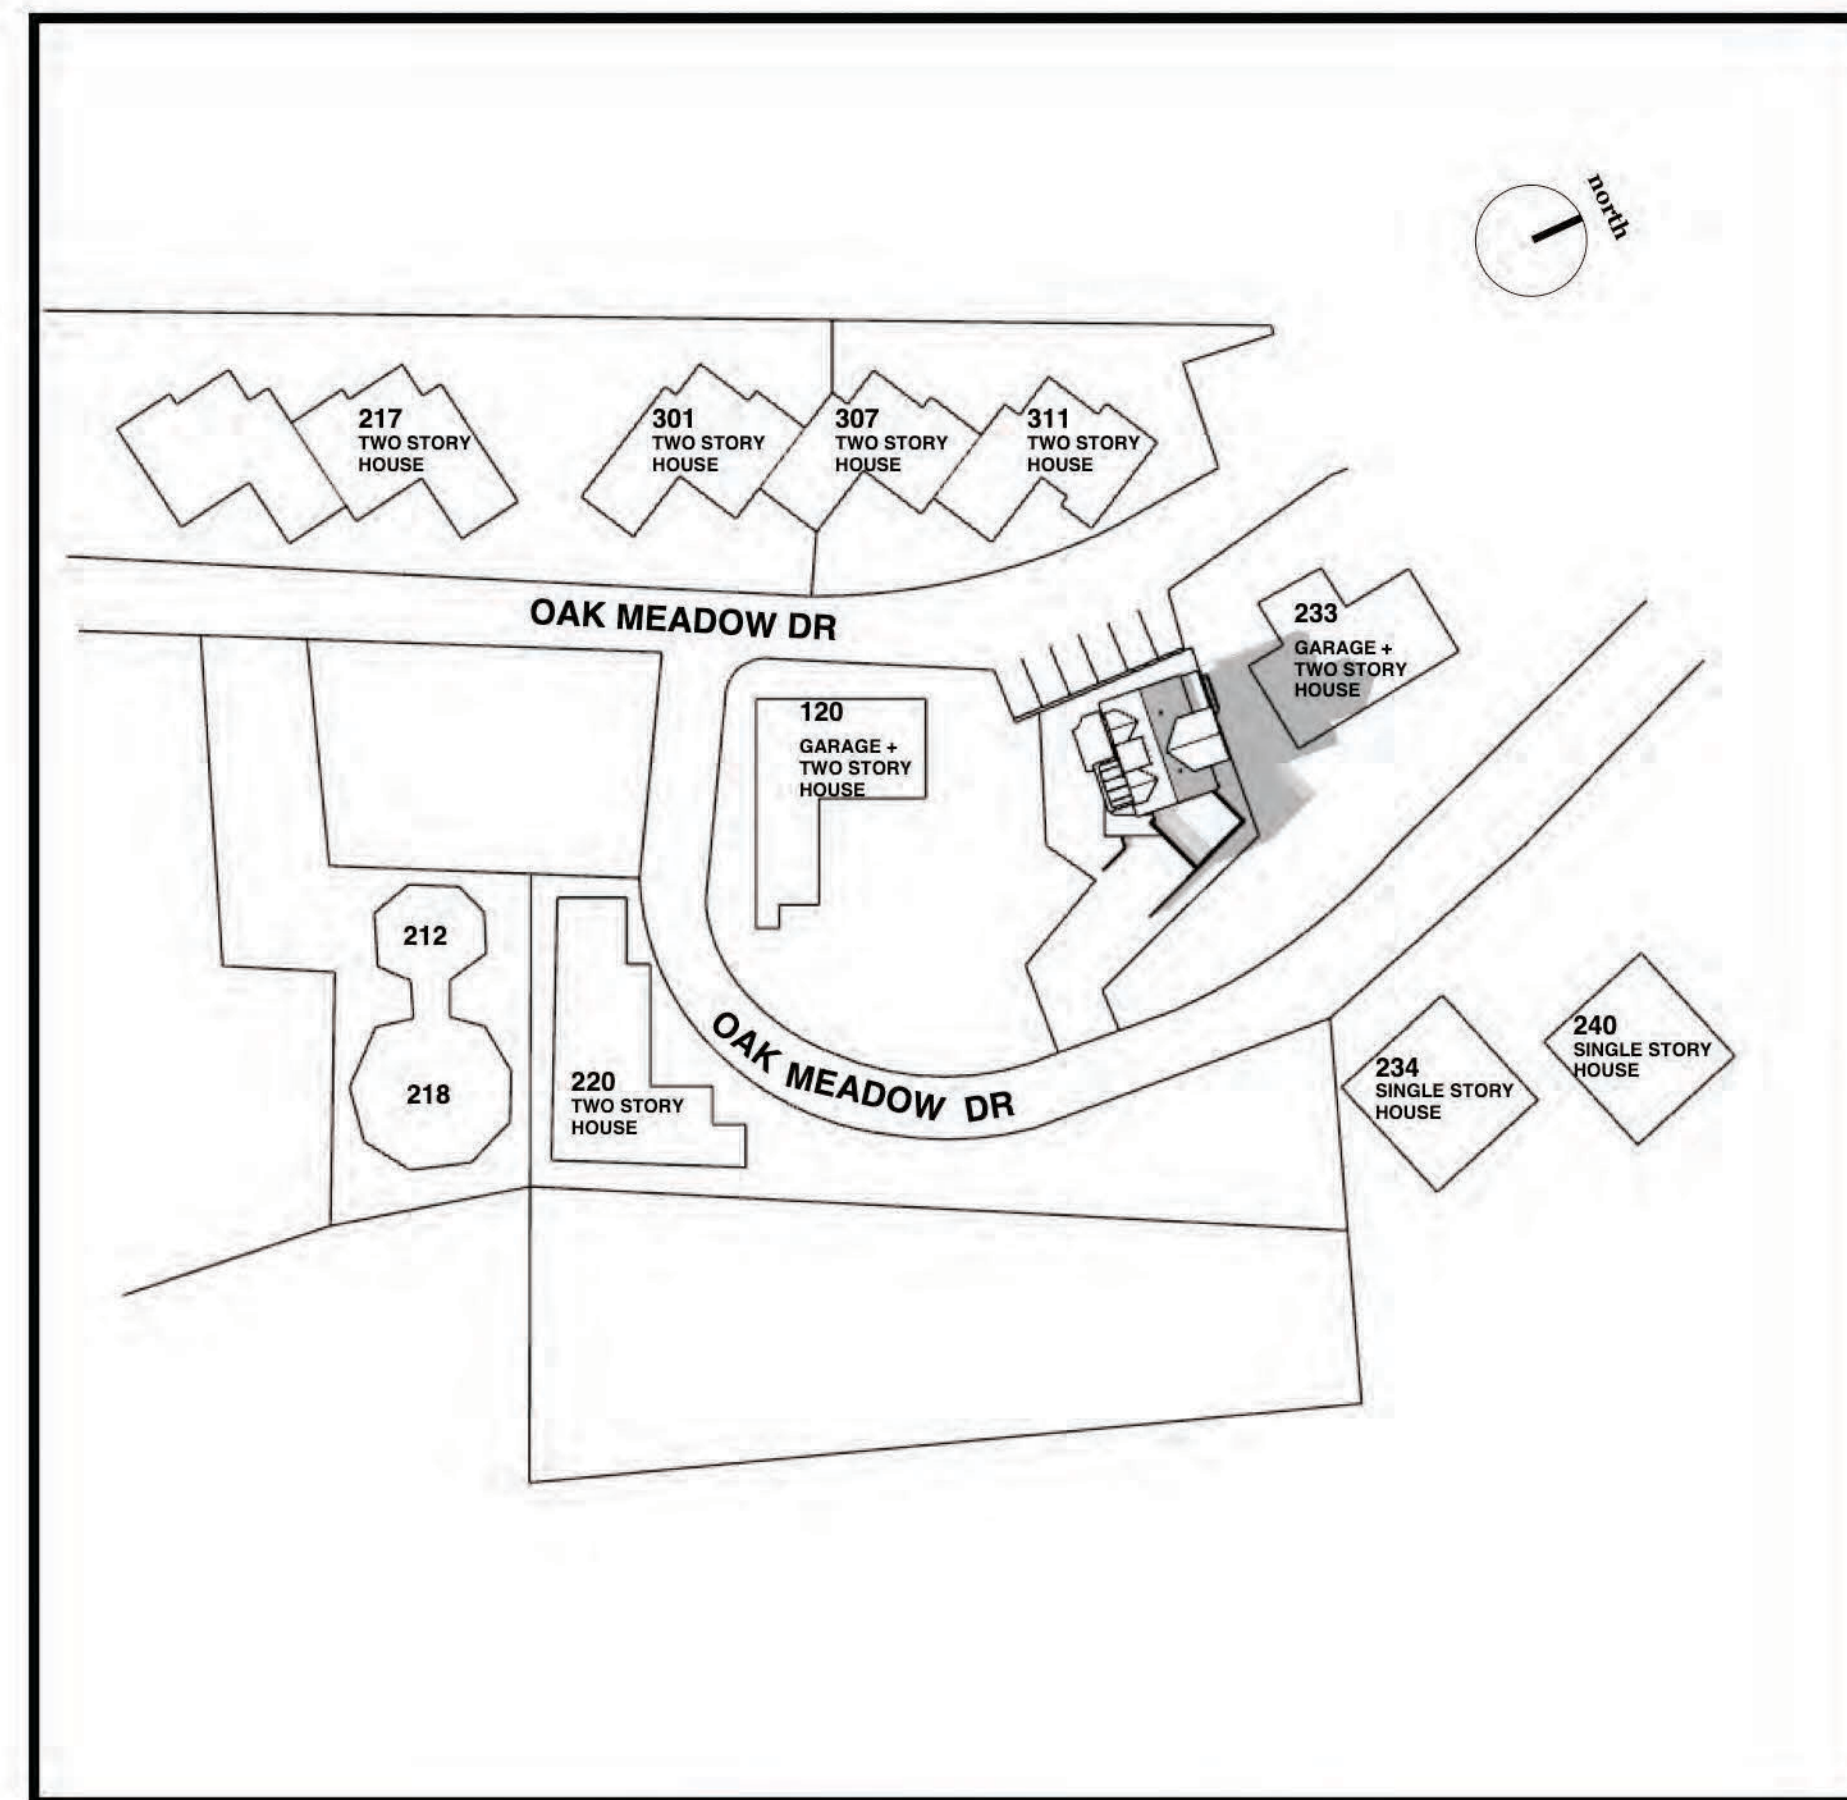 north
217
TWO STORY
HOUSE
301
TWO STORY
HOUSE
307
TWO STORY
HOUSE
311
TWO STORY
HOUSE
OAK MEADOW DR
233
GARAGE +
TWO STORY
HOUSE
120
GARAGE +
TWO STORY
HOUSE
212
218
220
TWO STORY
HOUSE
OAK MEADOW DR
234
SINGLE STORY
HOUSE
240
SINGLE STORY
HOUSE